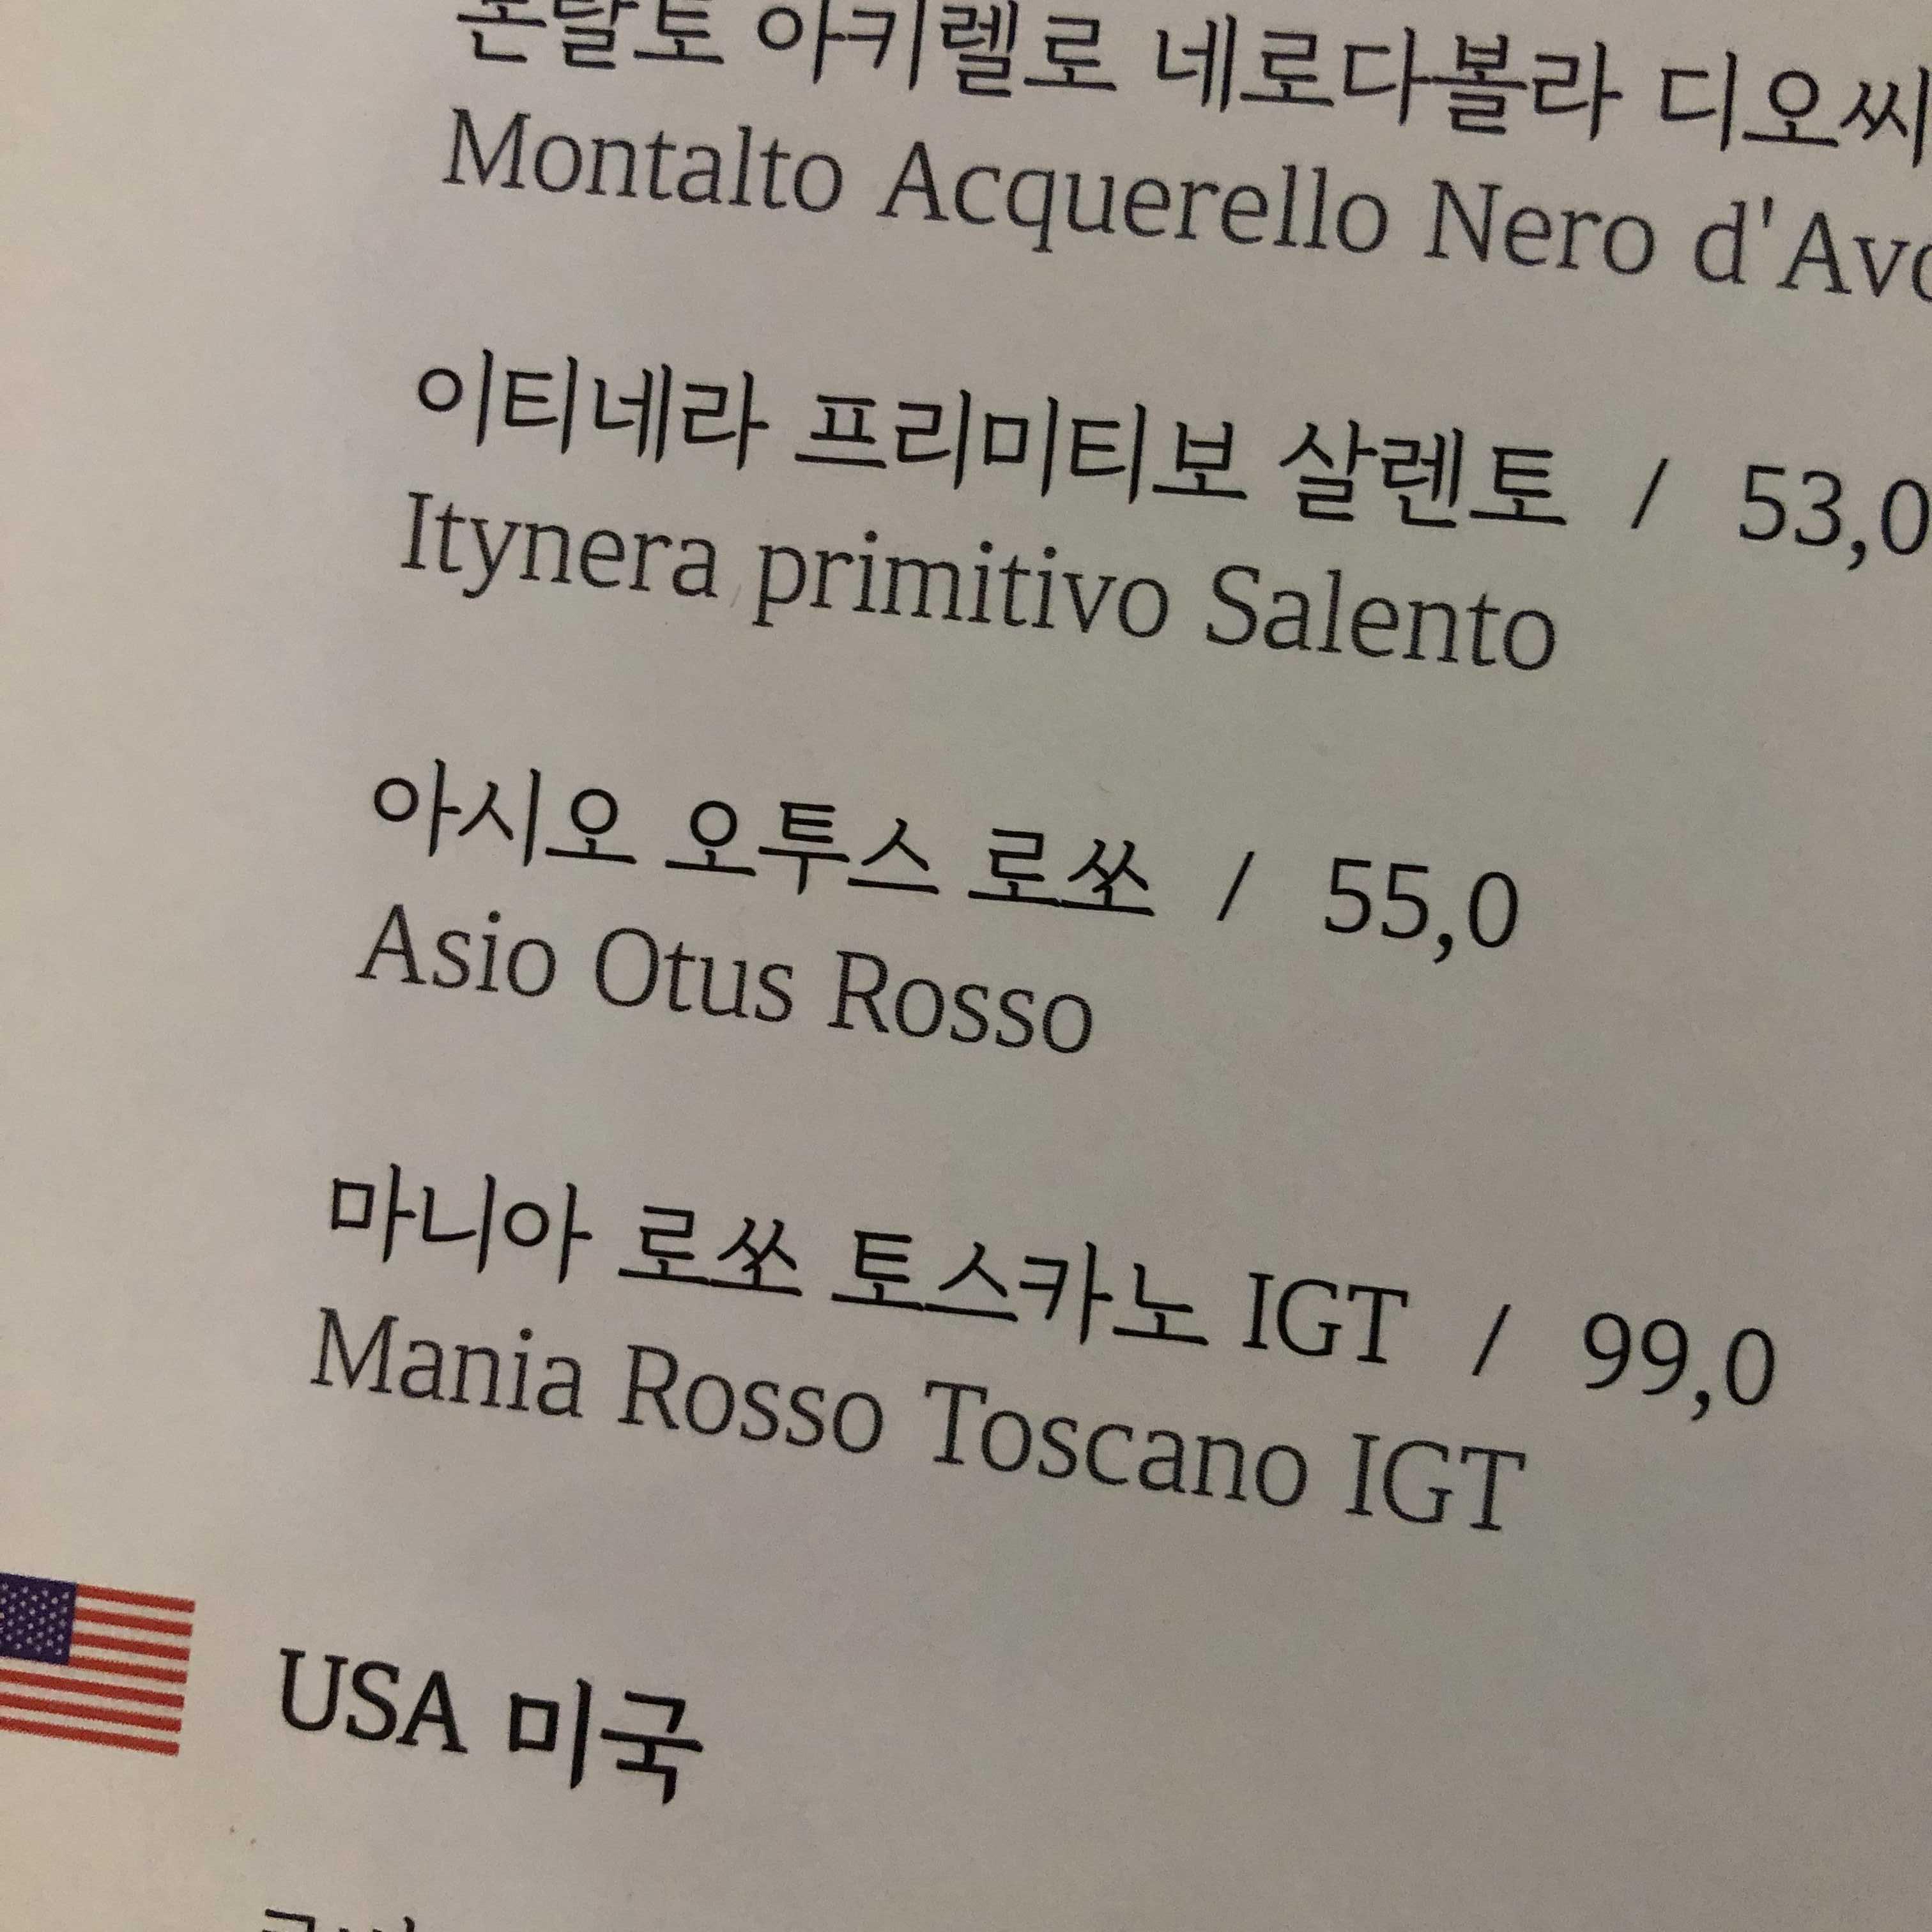 몬탈토 아키렐로 네로다볼라 디오씨
Montalto Acquerello Nero d'Avo
이티네라 프리미티보 살렌토 / 53,0
Itynera primitivo Salento
아시오 오투스 로쏘 / 55,0
Asio Otus Rosso
마니아 로쏘 토스카노 IGT / 99,0
Mania Rosso Toscano IGT
USA 미국